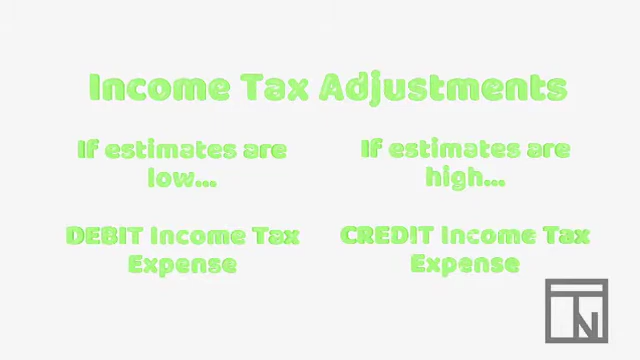 Income Tax Adjustments
If estimates are
low...
DEBIT Income Tax
Expense
If estimates are
high...
CREDIT Income Tax
Expense
TN